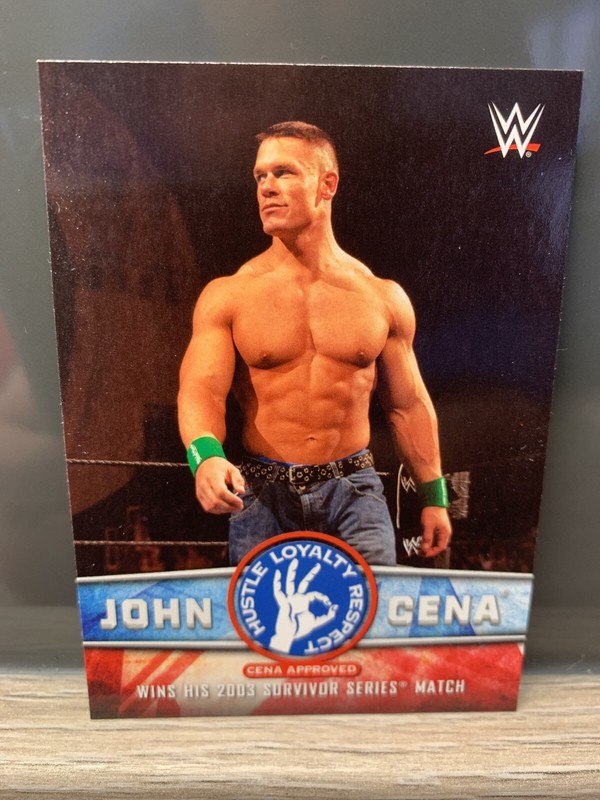 W
JOHN CENA
HUSTLE LOYALTY RESPECT
CENA APPROVED
WINS HIS 2003 SURVIVOR SERIES® MATCH